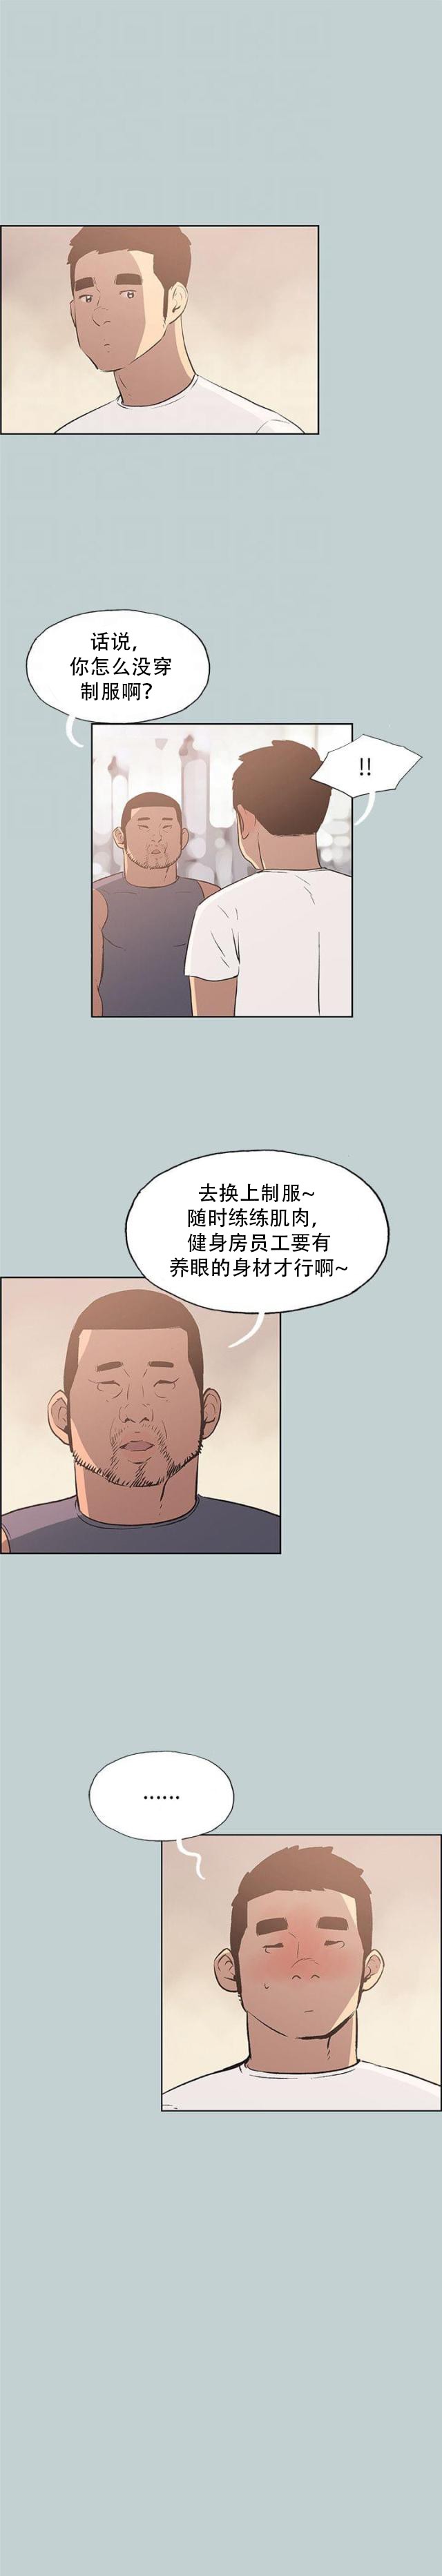 话说,
你怎么没穿
制服啊?
!!
去换上制服~
随时练练肌肉,
健身房员工要有
养眼的身材才行啊~
......